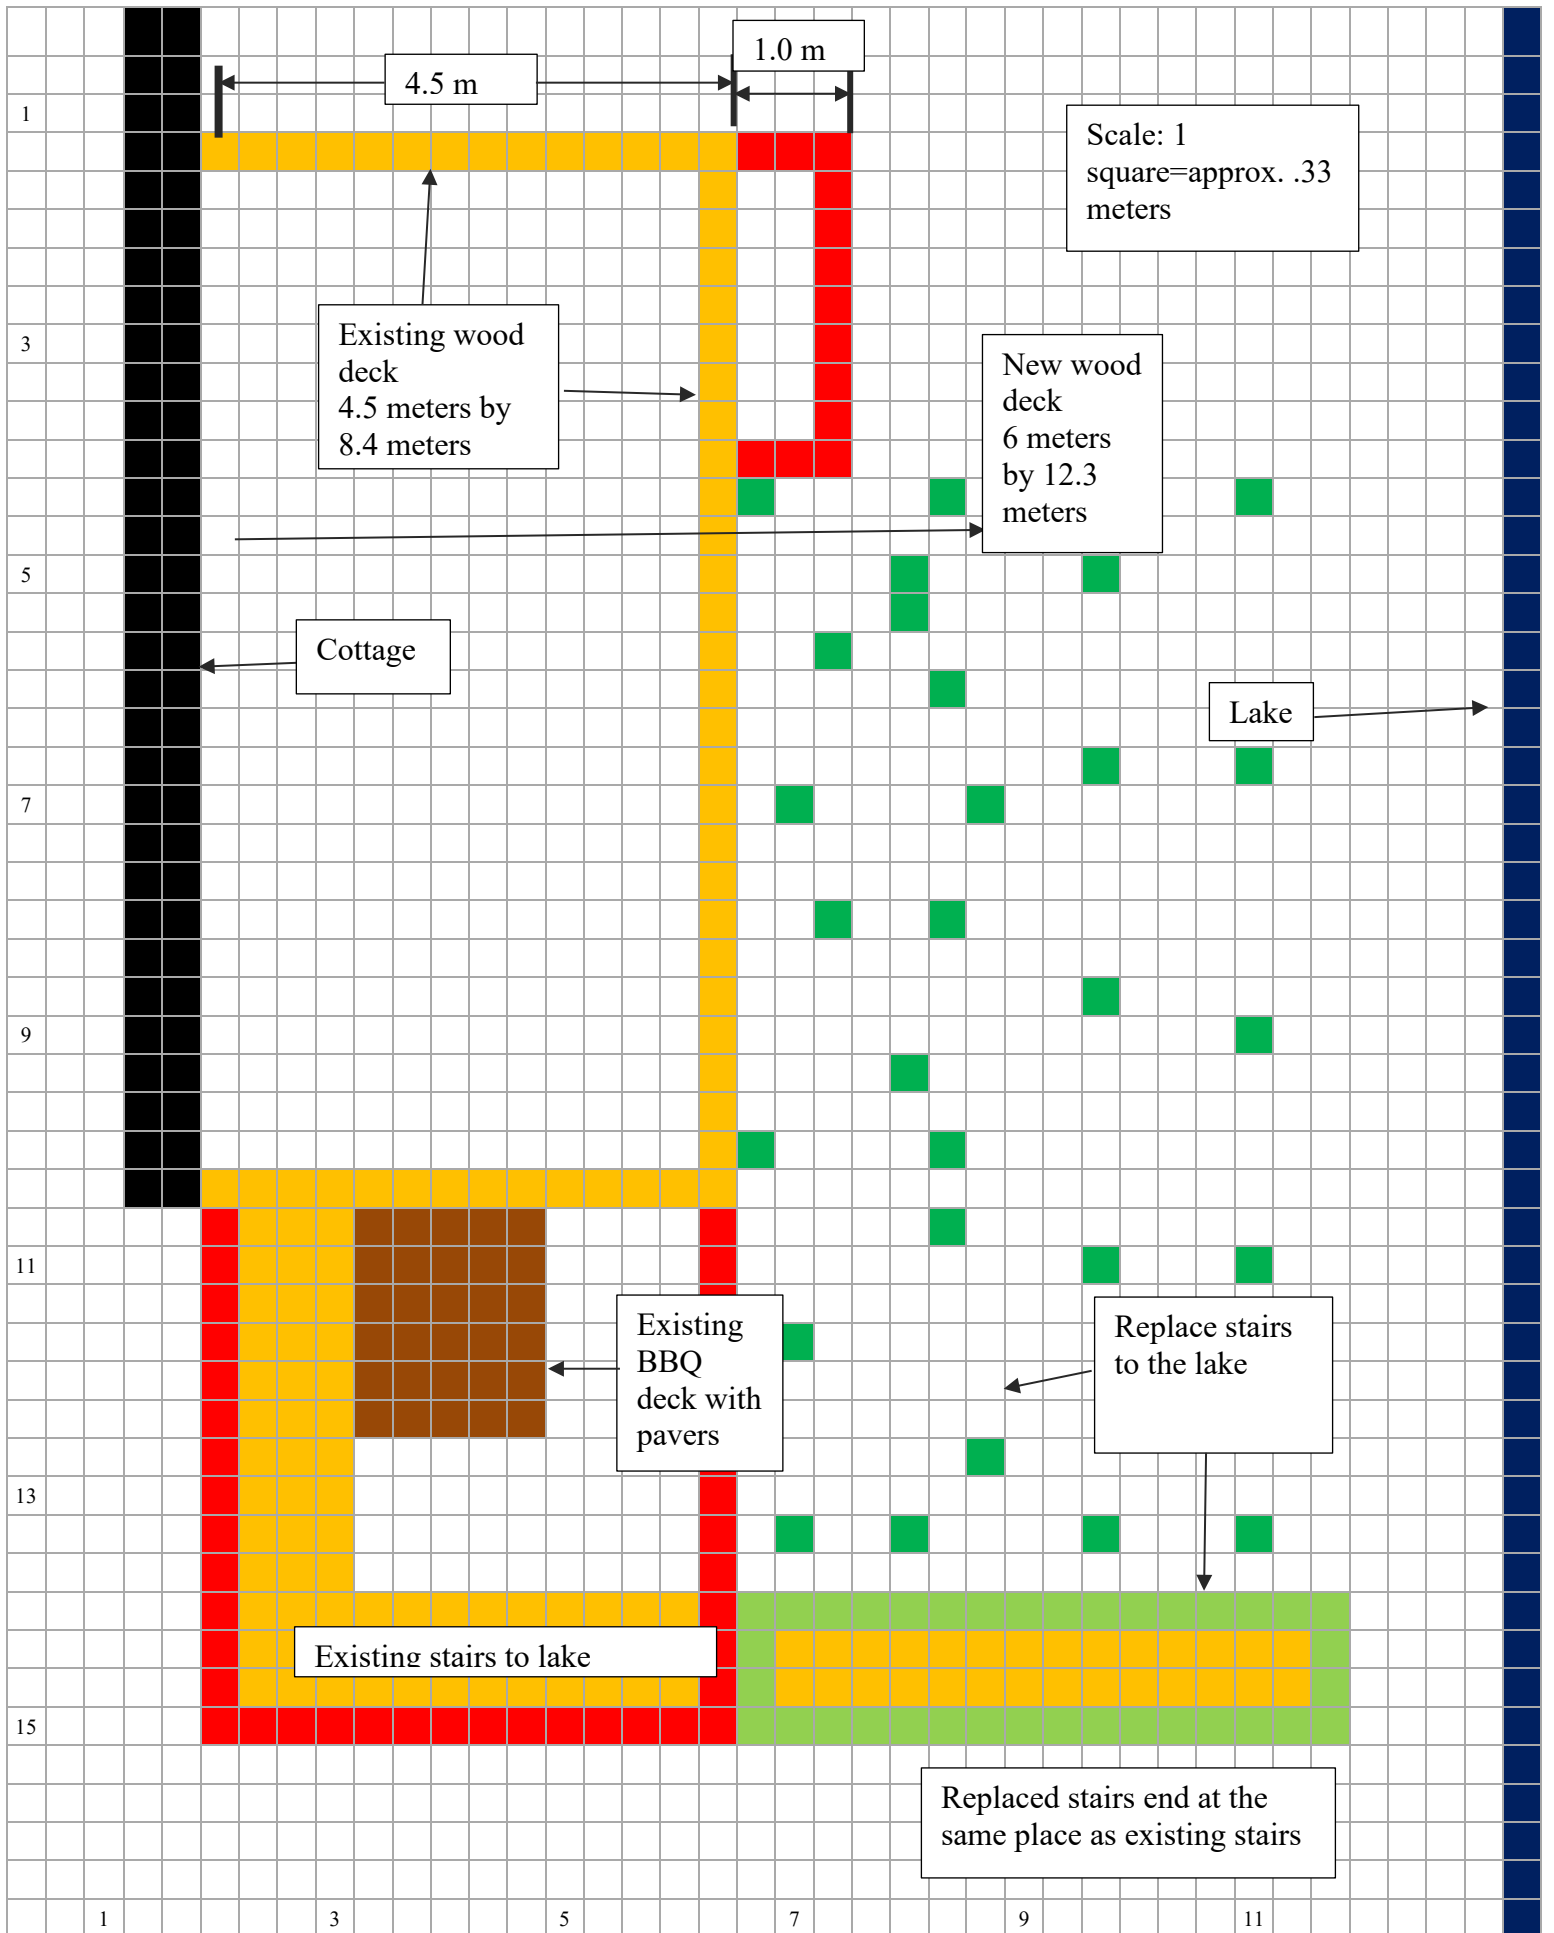 1.0 m
4.5 m
1
Scale: 1
square=approx. .33
meters
Existing wood
deck
4.5 meters by
8.4 meters
3
New wood
deck
6 meters
by 12.3
meters
5
Cottage
Lake
7
9
11
Existing
BBQ
deck with
pavers
Replace stairs
to the lake
13
Existing stairs to lake
15
Replaced stairs end at the
same place as existing stairs
1 3 5 7 9 11